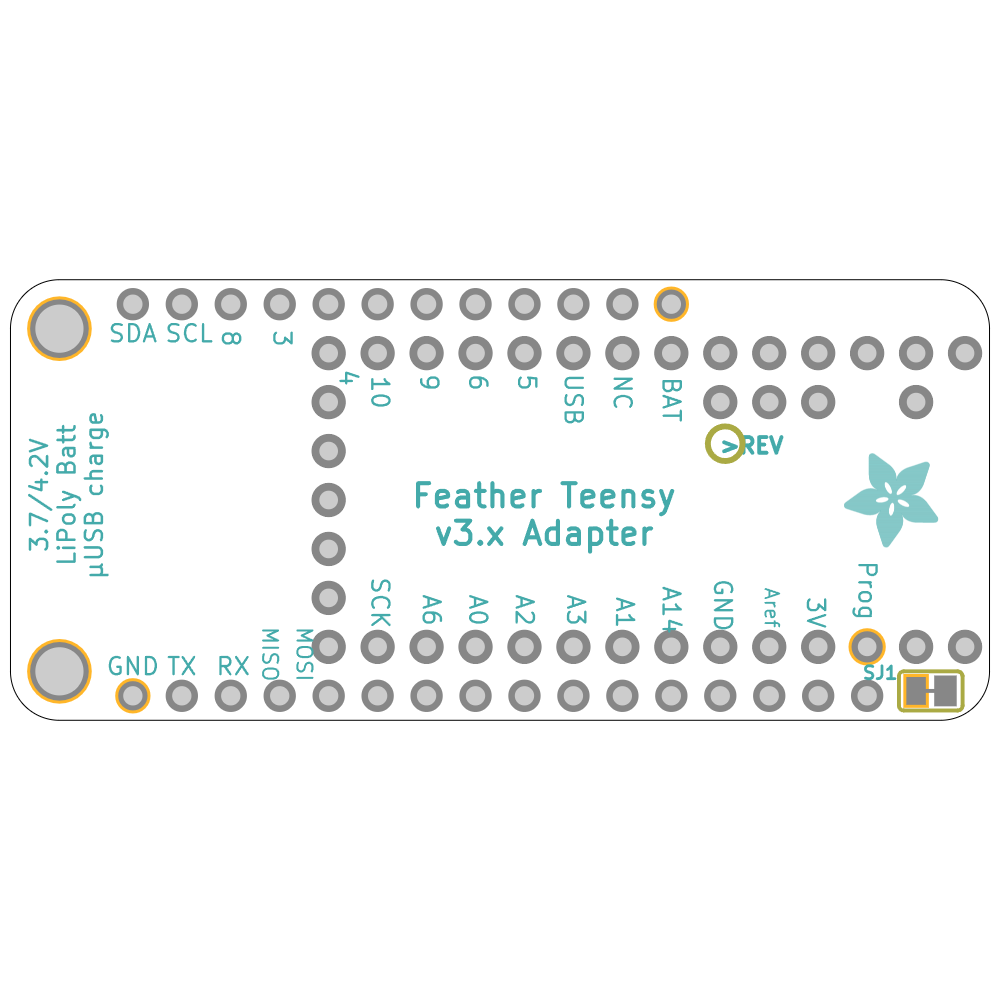 SDA SCL 8 3
4 10 9 6 5 USB NC BAT
>REV
3.7/4.2V
LiPoly Batt
µUSB charge
Feather Teensy
v3.x Adapter
SCK A6 A0 A2 A3 A1 A14 GND Aref 3V Prog
GND TX RX MISO MOSI
SJ1